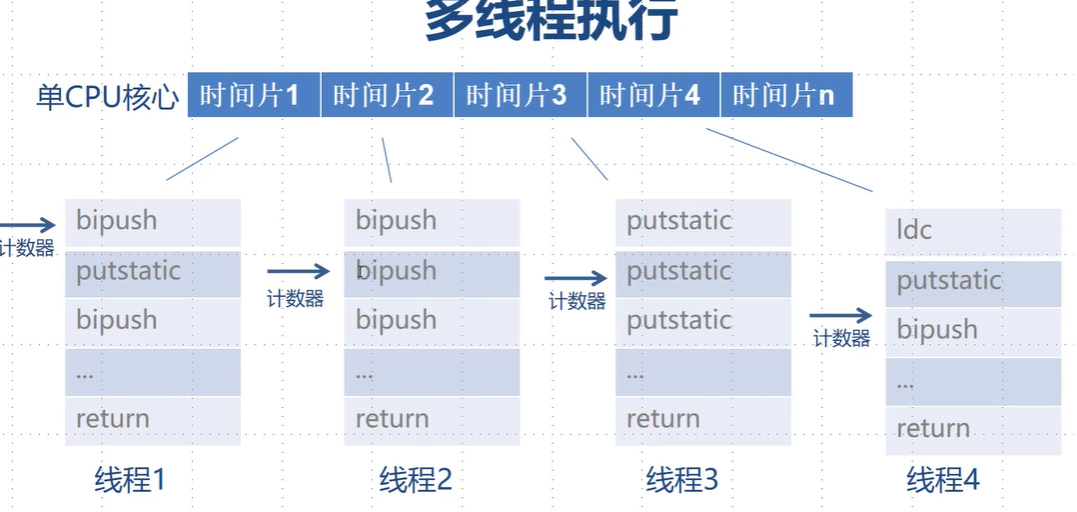 多线程执行
单CPU核心 时间片1 时间片2 时间片3 时间片4 时间片n
计数器
bipush
putstatic
bipush
...
return
线程1
计数器
bipush
bipush
bipush
...
return
线程2
计数器
putstatic
putstatic
putstatic
...
return
线程3
计数器
ldc
putstatic
bipush
...
return
线程4